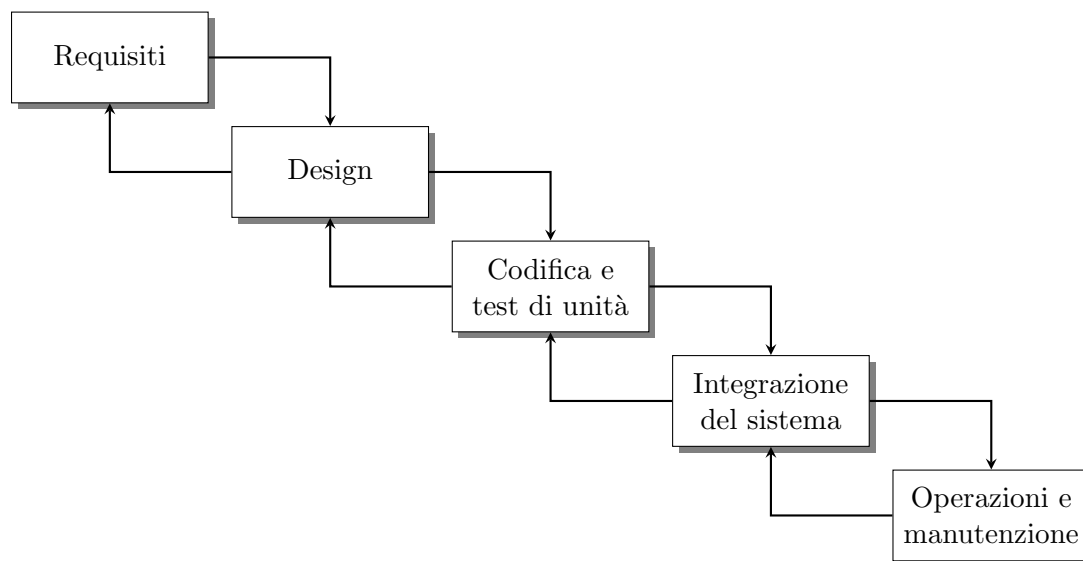 Requisiti
Design
Codifica e
test di unità
Integrazione
del sistema
Operazioni e
manutenzione